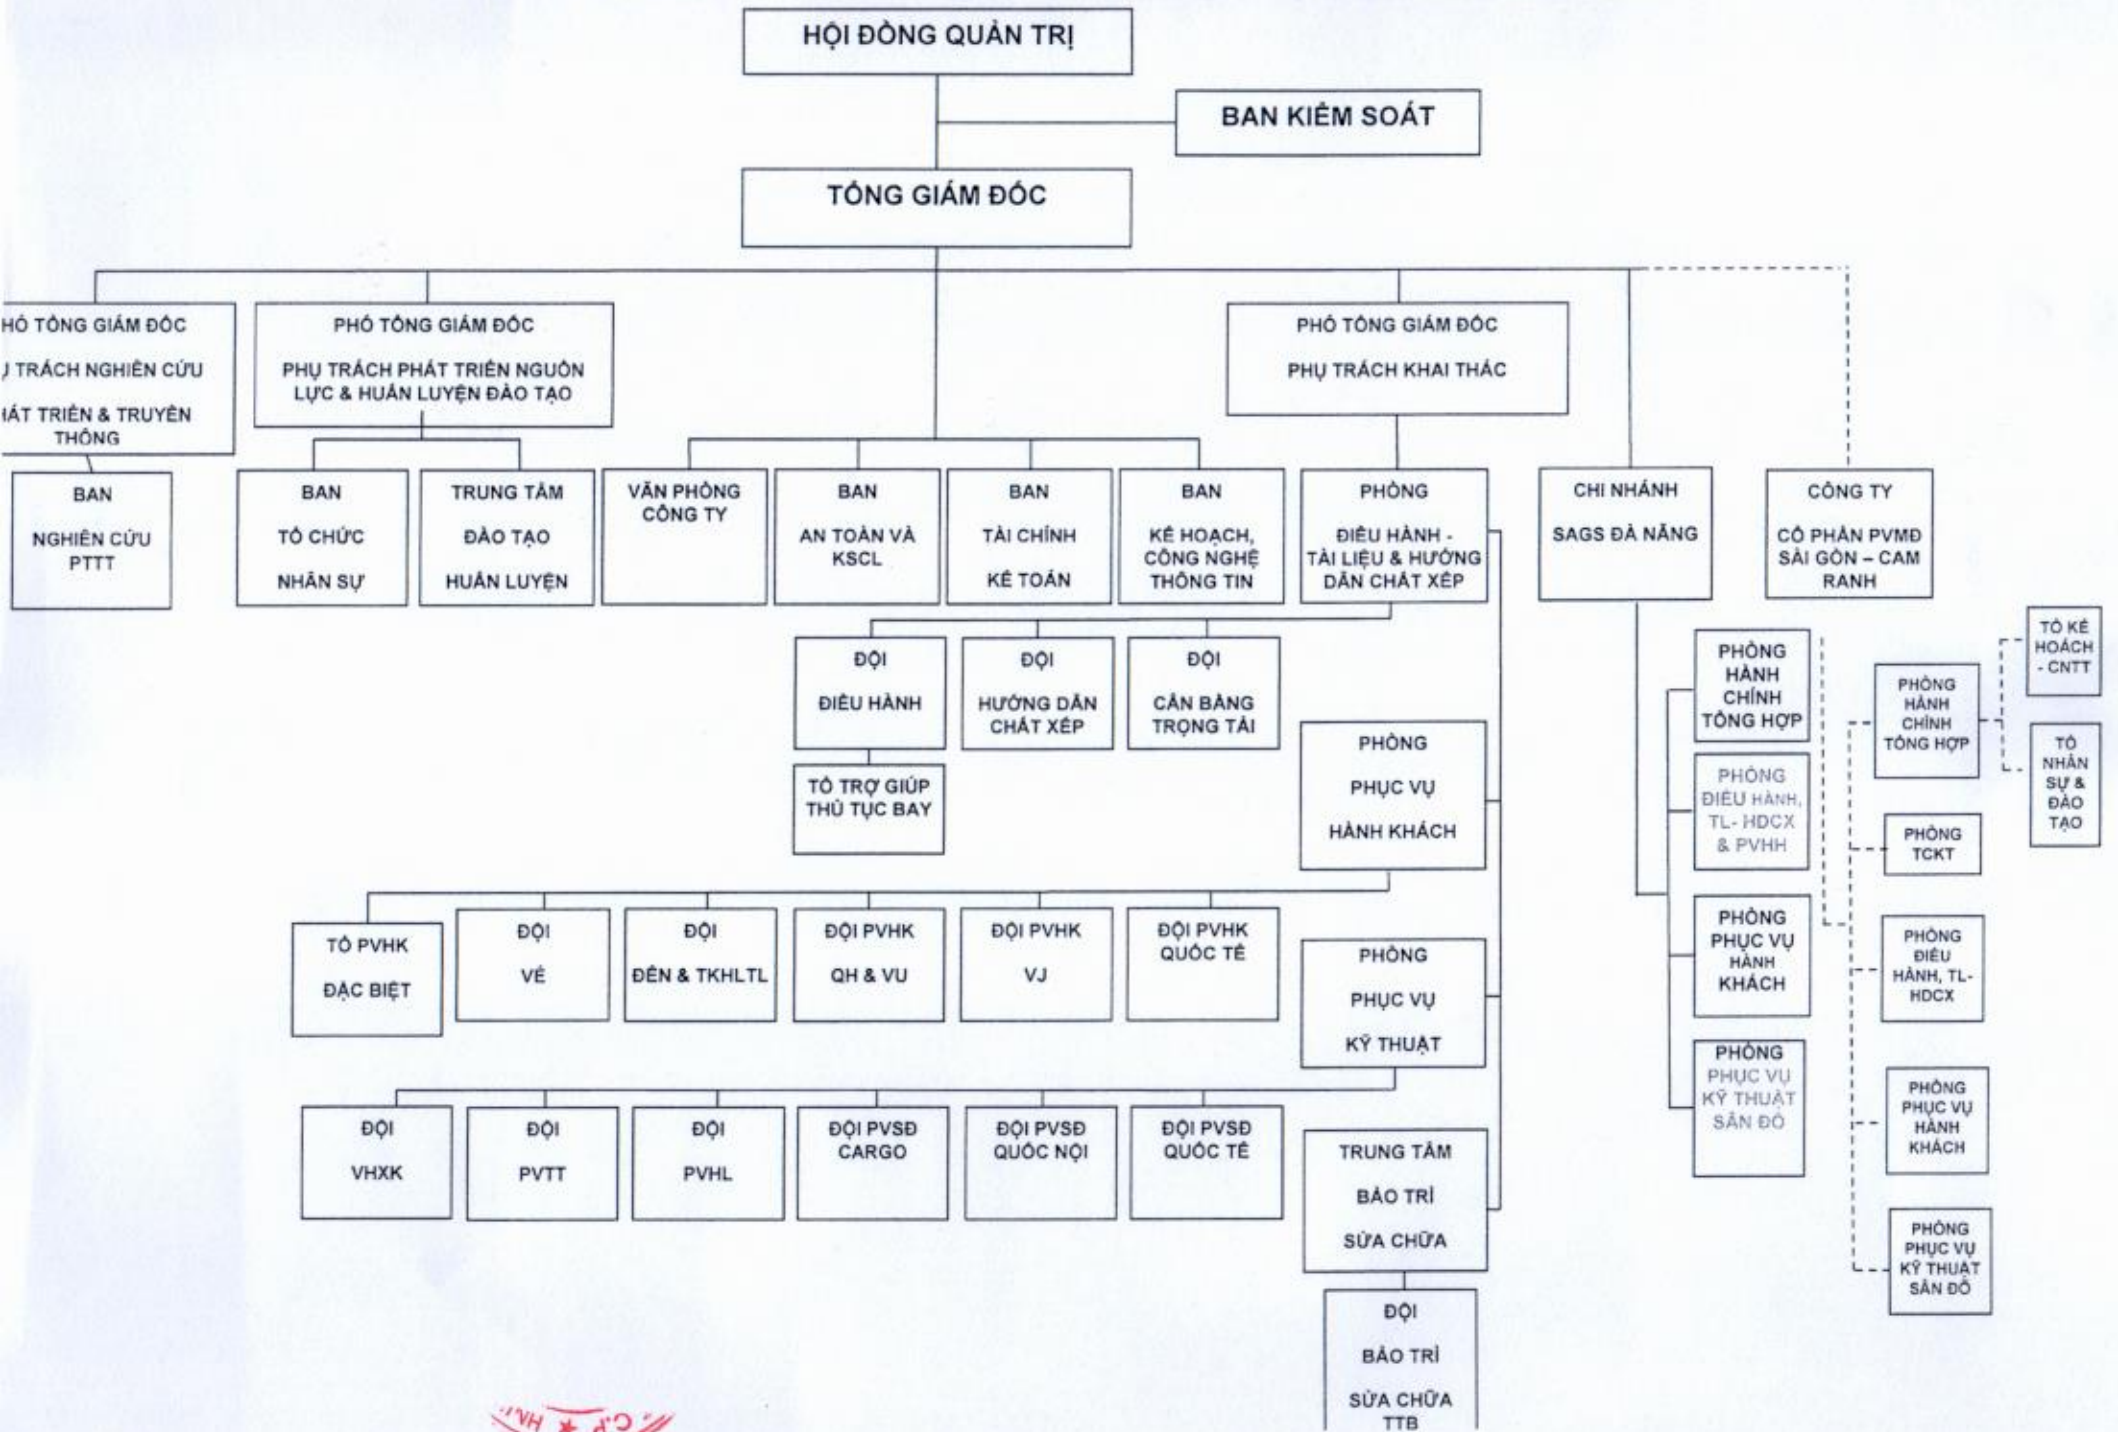 HỘI ĐỒNG QUẢN TRỊ
BAN KIỂM SOÁT
TỔNG GIÁM ĐỐC
HÓ TỔNG GIÁM ĐỐC
Ụ TRÁCH NGHIÊN CỨU
HÁT TRIỂN & TRUYỀN
THÔNG
PHÓ TỔNG GIÁM ĐỐC
PHỤ TRÁCH PHÁT TRIỂN NGUỒN
LỰC & HUẤN LUYỆN ĐÀO TẠO
PHÓ TỔNG GIÁM ĐỐC
PHỤ TRÁCH KHAI THÁC
BAN
NGHIÊN CỨU
PTTT
BAN
TỔ CHỨC
NHÂN SỰ
TRUNG TÂM
ĐÀO TẠO
HUẤN LUYỆN
VĂN PHÒNG
CÔNG TY
BAN
AN TOÀN VÀ
KSCL
BAN
TÀI CHÍNH
KẾ TOÁN
BAN
KẾ HOẠCH,
CÔNG NGHỆ
THÔNG TIN
PHÒNG
ĐIỀU HÀNH -
TÀI LIỆU & HƯỚNG
DẪN CHẤT XẾP
CHI NHÁNH
SAGS ĐÀ NẴNG
CÔNG TY
CỔ PHẦN PVMĐ
SÀI GÒN – CAM
RANH
ĐỘI
ĐIỀU HÀNH
ĐỘI
HƯỚNG DẪN
CHẤT XẾP
ĐỘI
CÂN BẰNG
TRỌNG TẢI
TỔ TRỢ GIÚP
THỦ TỤC BAY
PHÒNG
PHỤC VỤ
HÀNH KHÁCH
TỔ PVHK
ĐẶC BIỆT
ĐỘI
VÉ
ĐỘI
ĐẾN & TKHLTL
ĐỘI PVHK
QH & VU
ĐỘI PVHK
VJ
ĐỘI PVHK
QUỐC TẾ
PHÒNG
PHỤC VỤ
KỸ THUẬT
ĐỘI
VHXK
ĐỘI
PVTT
ĐỘI
PVHL
ĐỘI PVSĐ
CARGO
ĐỘI PVSĐ
QUỐC NỘI
ĐỘI PVSĐ
QUỐC TẾ
TRUNG TÂM
BẢO TRÌ
SỬA CHỮA
ĐỘI
BẢO TRÌ
SỬA CHỮA
TTB
PHÒNG
HÀNH
CHÍNH
TỔNG HỢP
PHÒNG
ĐIỀU HÀNH,
TL- HDCX
& PVHH
PHÒNG
PHỤC VỤ
HÀNH
KHÁCH
PHÒNG
PHỤC VỤ
KỸ THUẬT
SÂN ĐỖ
PHÒNG
HÀNH
CHÍNH
TỔNG HỢP
TỔ KẾ
HOẠCH
- CNTT
TỔ
NHÂN
SỰ &
ĐÀO
TẠO
PHÒNG
TCKT
PHÒNG
ĐIỀU
HÀNH, TL-
HDCX
PHÒNG
PHỤC VỤ
HÀNH
KHÁCH
PHÒNG
PHỤC VỤ
KỸ THUẬT
SÂN ĐỖ